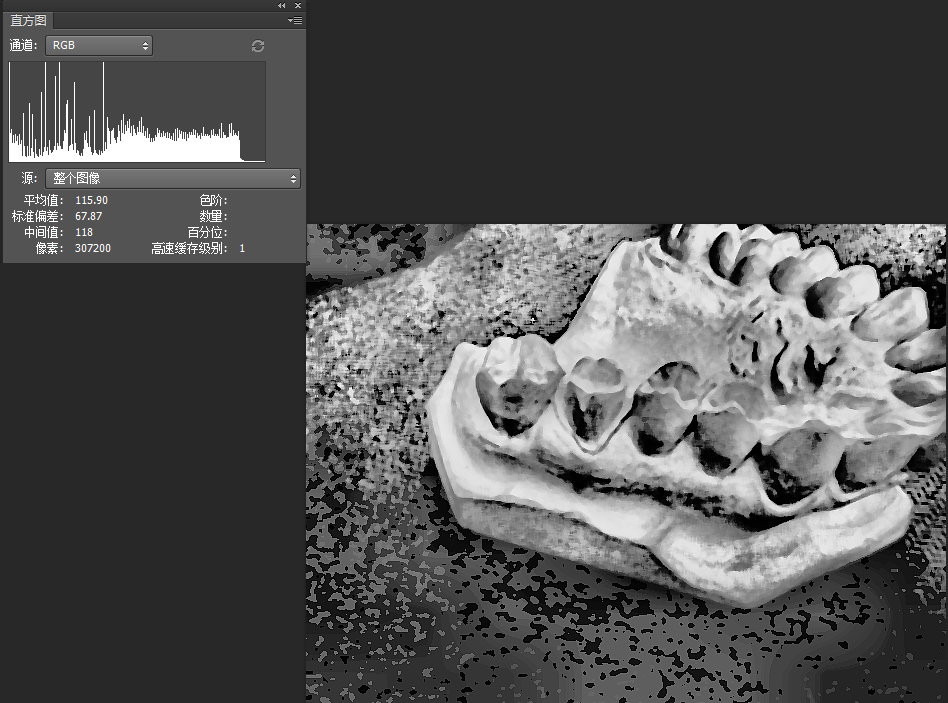 直方图
通道: RGB
源: 整个图像
平均值: 115.90 色阶:
标准偏差: 67.87 数量:
中间值: 118 百分位:
像素: 307200 高速缓存级别: 1